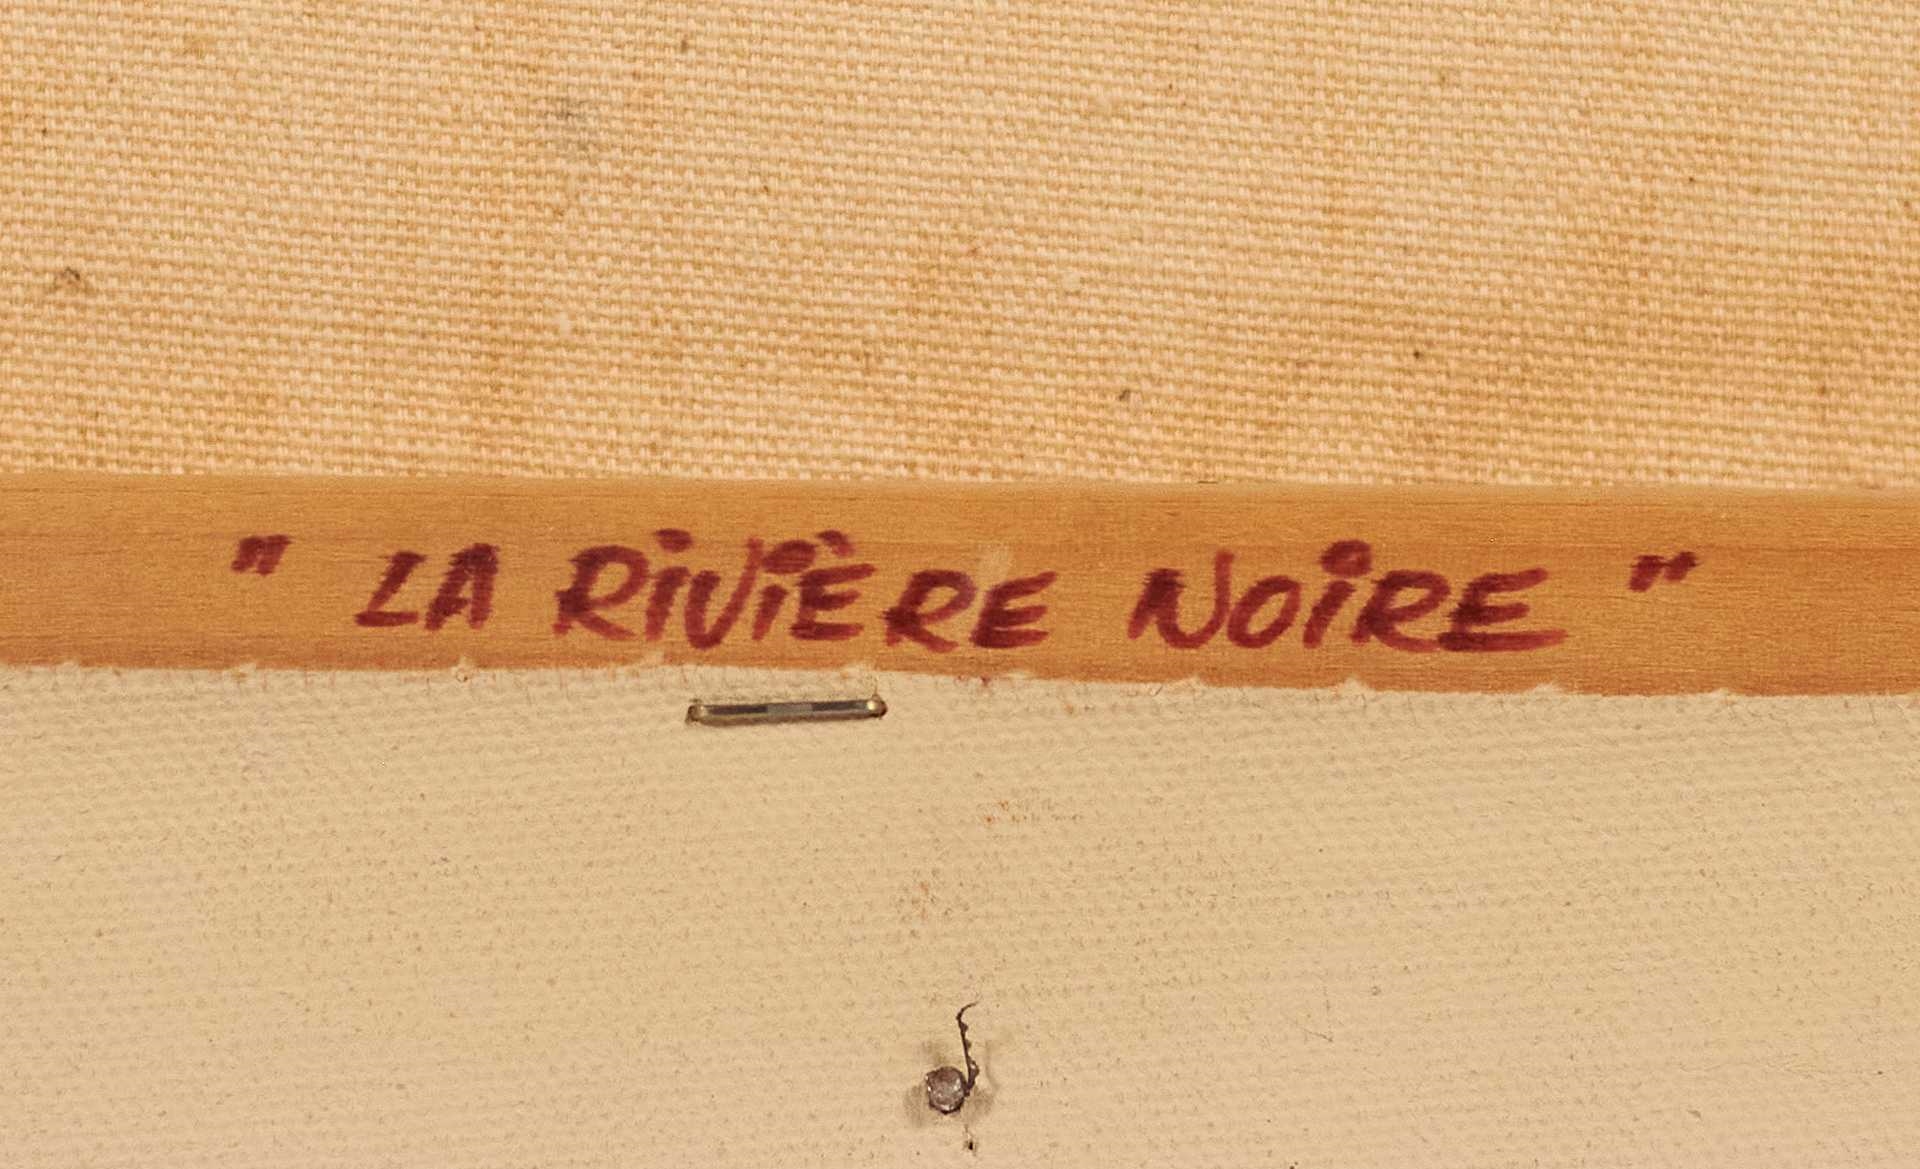 " LA RIVIÈRE NOIRE "